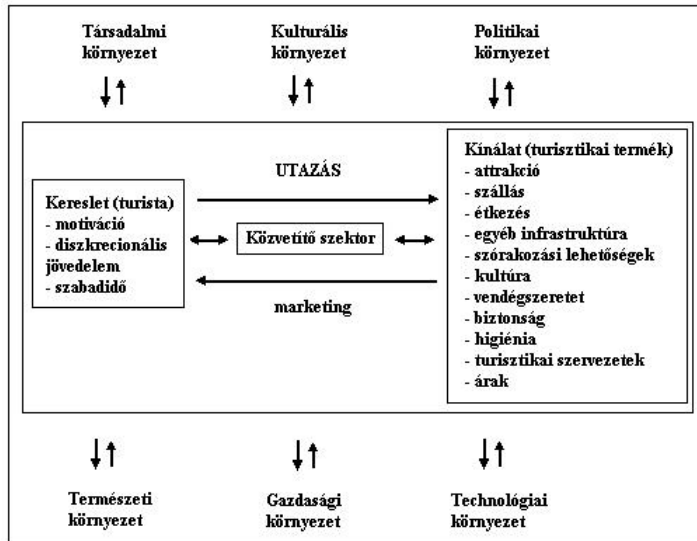 Társadalmi környezet
Kulturális környezet
Politikai környezet
Kereslet (turista)
- motiváció
- diszkrecionális
jövedelem
- szabadidő
UTAZÁS
Közvetítő szektor
marketing
Kínálat (turisztikai termék)
- attrakció
- szállás
- étkezés
- egyéb infrastruktúra
- szórakozási lehetőségek
- kultúra
- vendégszeretet
- biztonság
- higiénia
- turisztikai szervezetek
- árak
Természeti
környezet
Gazdasági
környezet
Technológiai
környezet